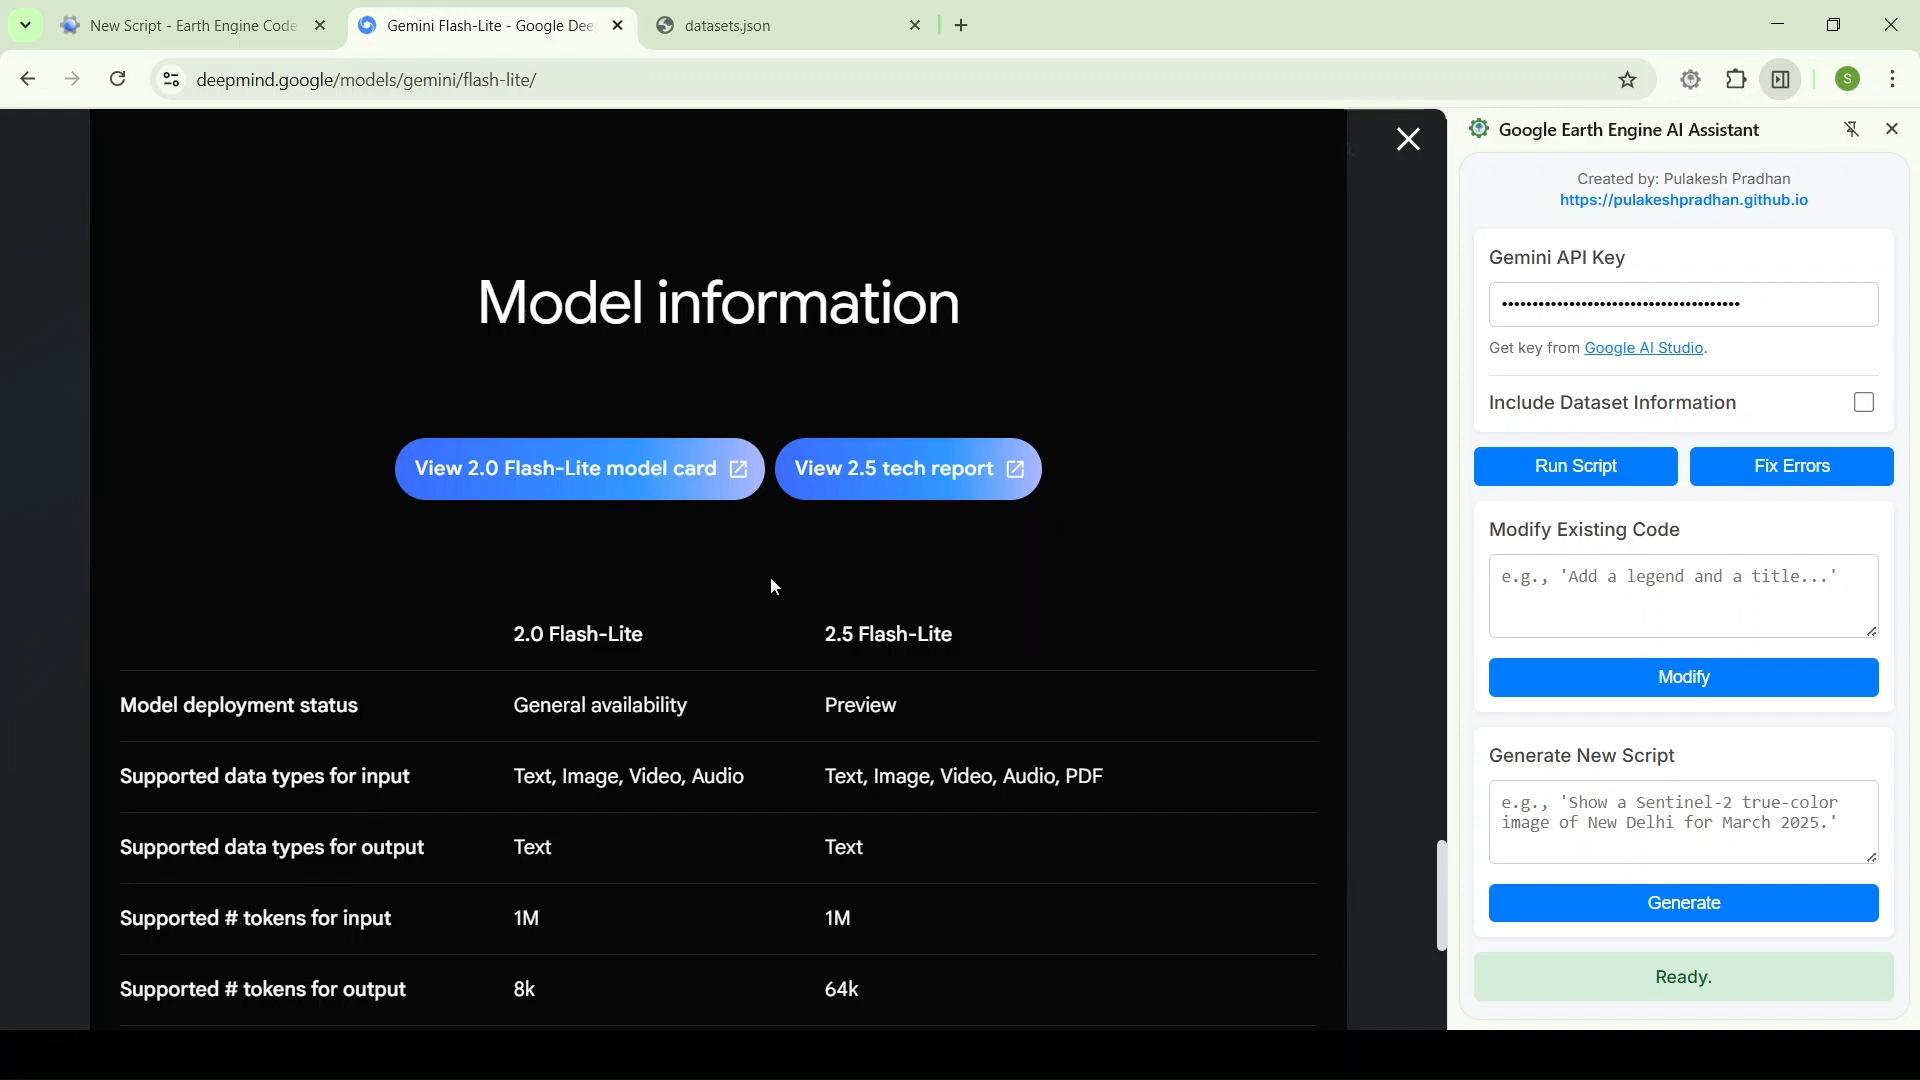 New Script - Earth Engine Code
Gemini Flash-Lite - Google Dee
datasets.json
deepmind.google/models/gemini/flash-lite/
S
Model information
View 2.0 Flash-Lite model card
View 2.5 tech report
2.0 Flash-Lite 2.5 Flash-Lite
Model deployment status General availability Preview
Supported data types for input Text, Image, Video, Audio Text, Image, Video, Audio, PDF
Supported data types for output Text Text
Supported # tokens for input 1M 1M
Supported # tokens for output 8k 64k
Google Earth Engine AI Assistant
Created by: Pulakesh Pradhan
https://pulakeshpradhan.github.io
Gemini API Key
Get key from Google AI Studio.
Include Dataset Information
Run Script
Fix Errors
Modify Existing Code
e.g., 'Add a legend and a title...'
Modify
Generate New Script
e.g., 'Show a Sentinel-2 true-color
image of New Delhi for March 2025.'
Generate
Ready.